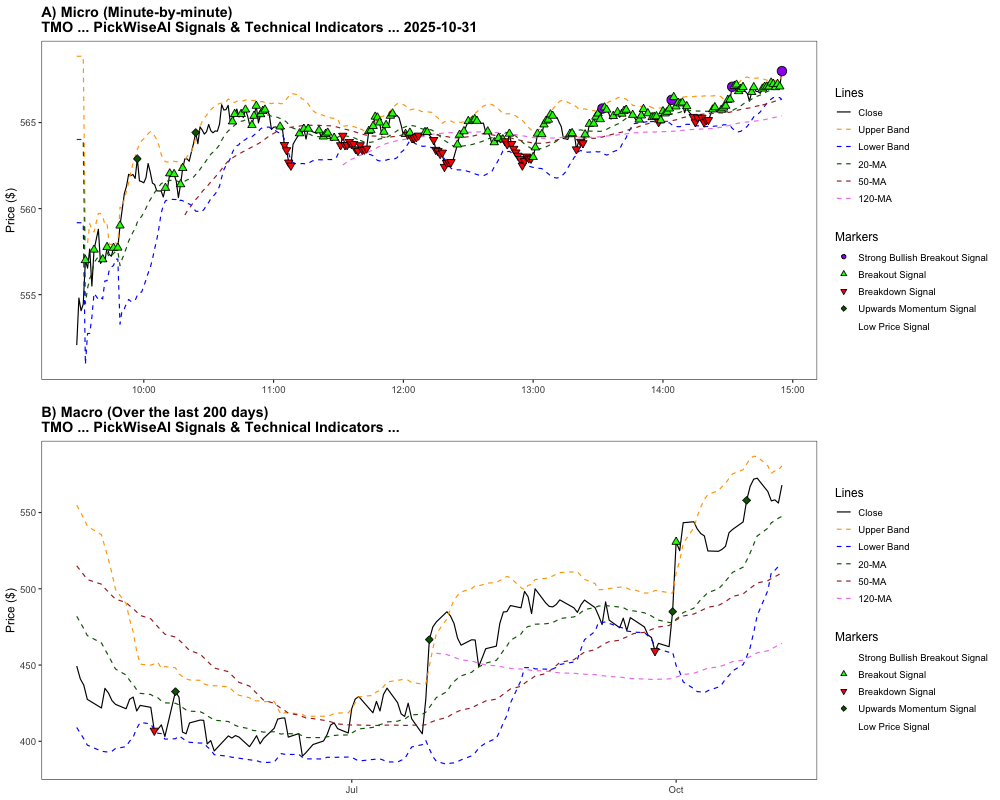 A) Micro (Minute-by-minute)
TMO ... PickWiseAI Signals & Technical Indicators ... 2025-10-31
Price ($)
565
560
555
10:00
11:00
12:00
13:00
14:00
15:00
Lines
Close
Upper Band
Lower Band
20-MA
50-MA
120-MA
Markers
Strong Bullish Breakout Signal
Breakout Signal
Breakdown Signal
Upwards Momentum Signal
Low Price Signal
B) Macro (Over the last 200 days)
TMO ... PickWiseAI Signals & Technical Indicators ...
Price ($)
550
500
450
400
Jul
Oct
Lines
Close
Upper Band
Lower Band
20-MA
50-MA
120-MA
Markers
Strong Bullish Breakout Signal
Breakout Signal
Breakdown Signal
Upwards Momentum Signal
Low Price Signal